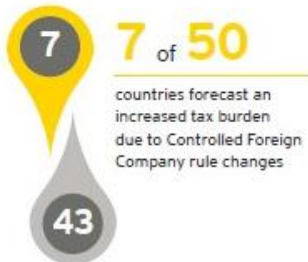 7
7 of 50
countries forecast an
increased tax burden
due to Controlled Foreign
Company rule changes
43